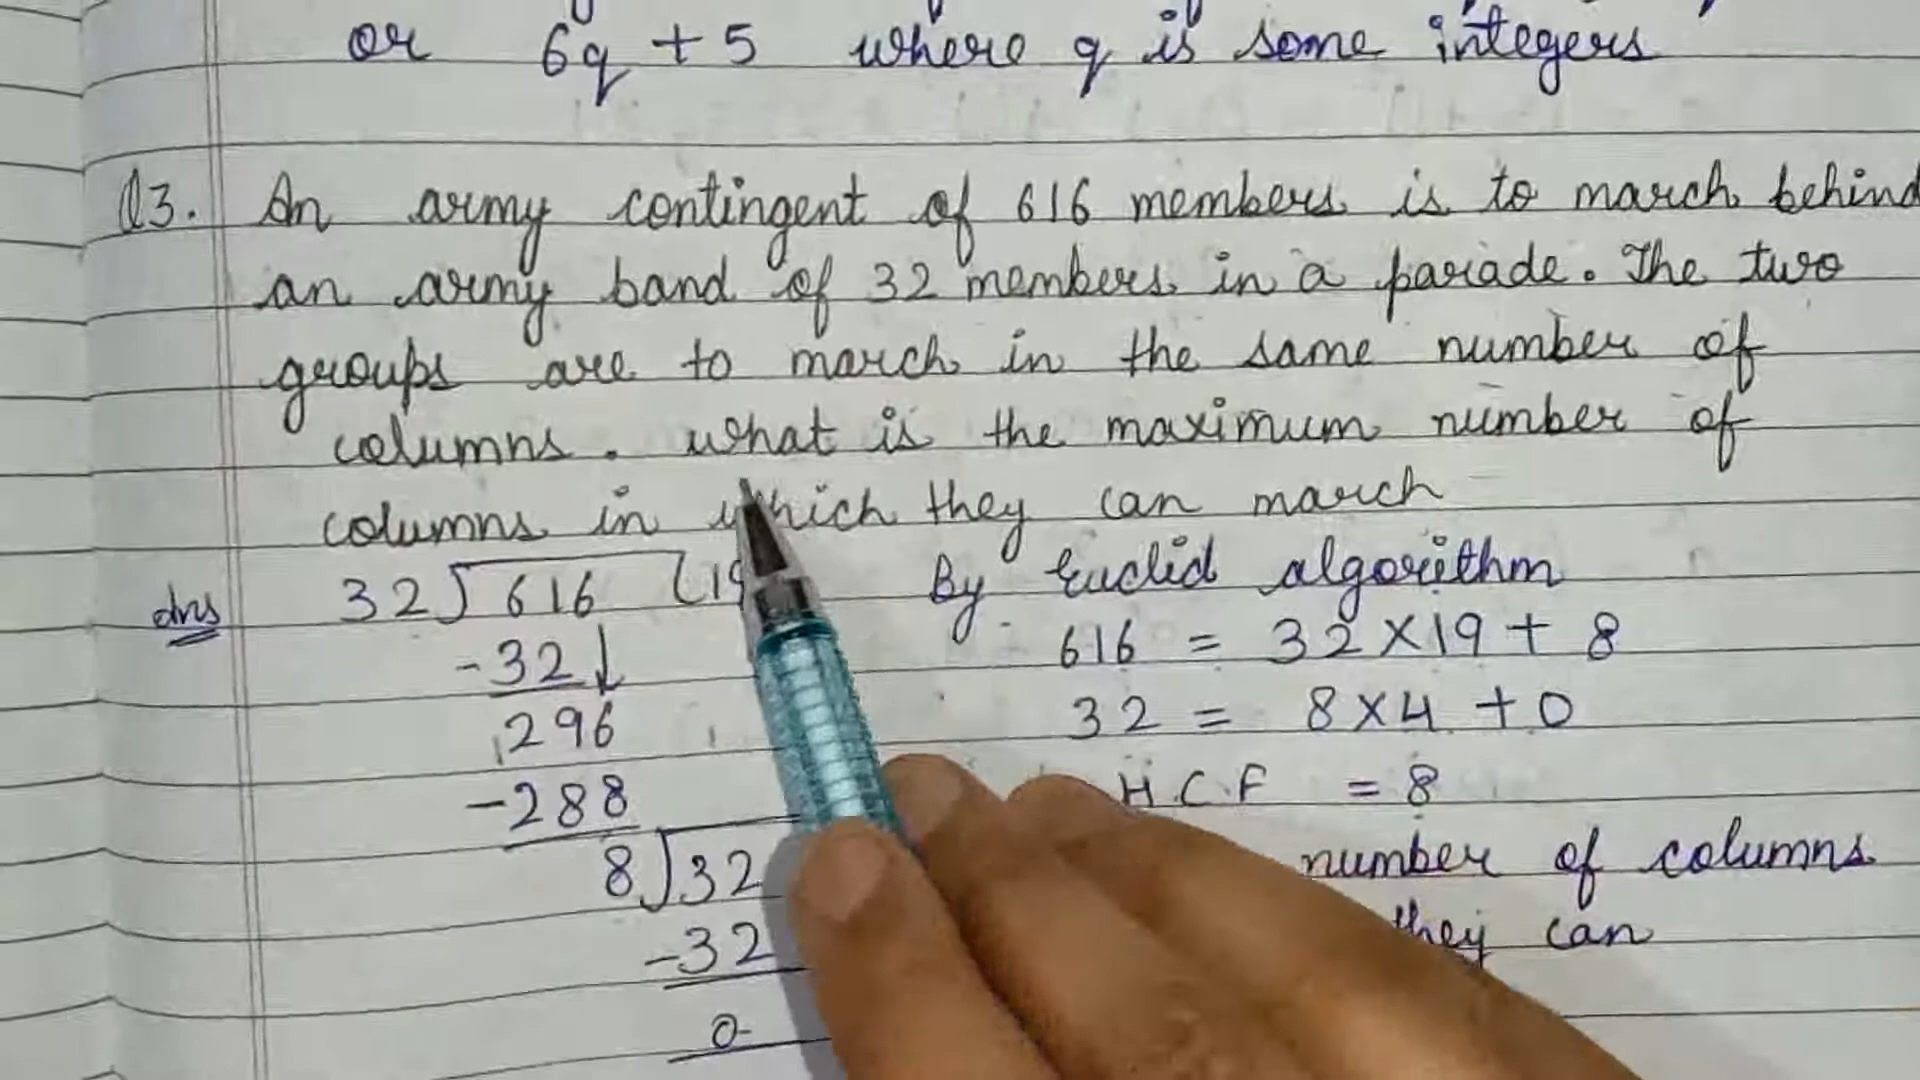 or 6q + 5 where q is some integers
Q3. An army contingent of 616 members is to march behind
an army band of 32 members in a parade. The two
groups are to march in the same number of
columns. what is the maximum number of
columns in which they can march
Ans 32 616 19 By Euclid algorithm
-32 616 = 32 × 19 + 8
296 32 = 8 × 4 + 0
-288 H.C.F = 8
8 32 number of columns
-32 they can
0